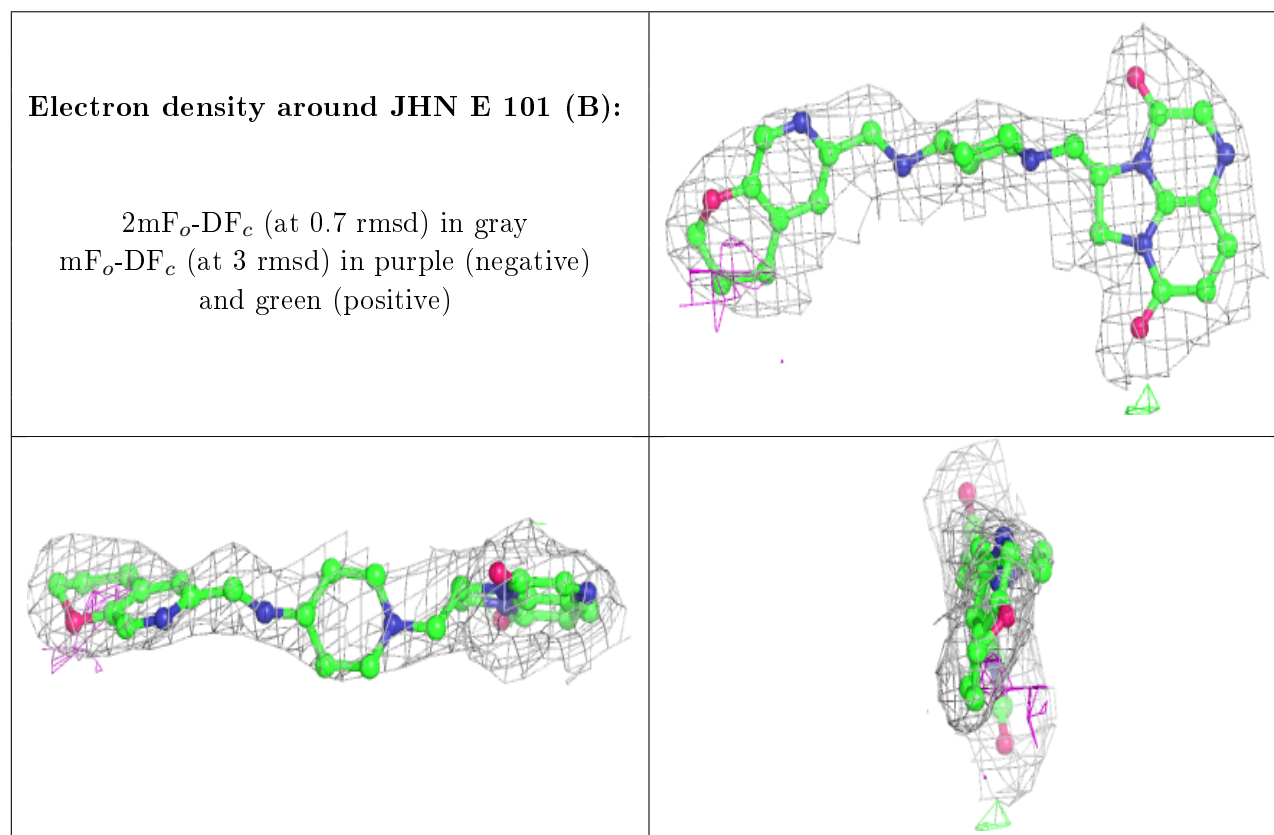 Electron density around JHN E 101 (B):
2mFₒ-DF𝒸 (at 0.7 rmsd) in gray
mFₒ-DF𝒸 (at 3 rmsd) in purple (negative)
and green (positive)